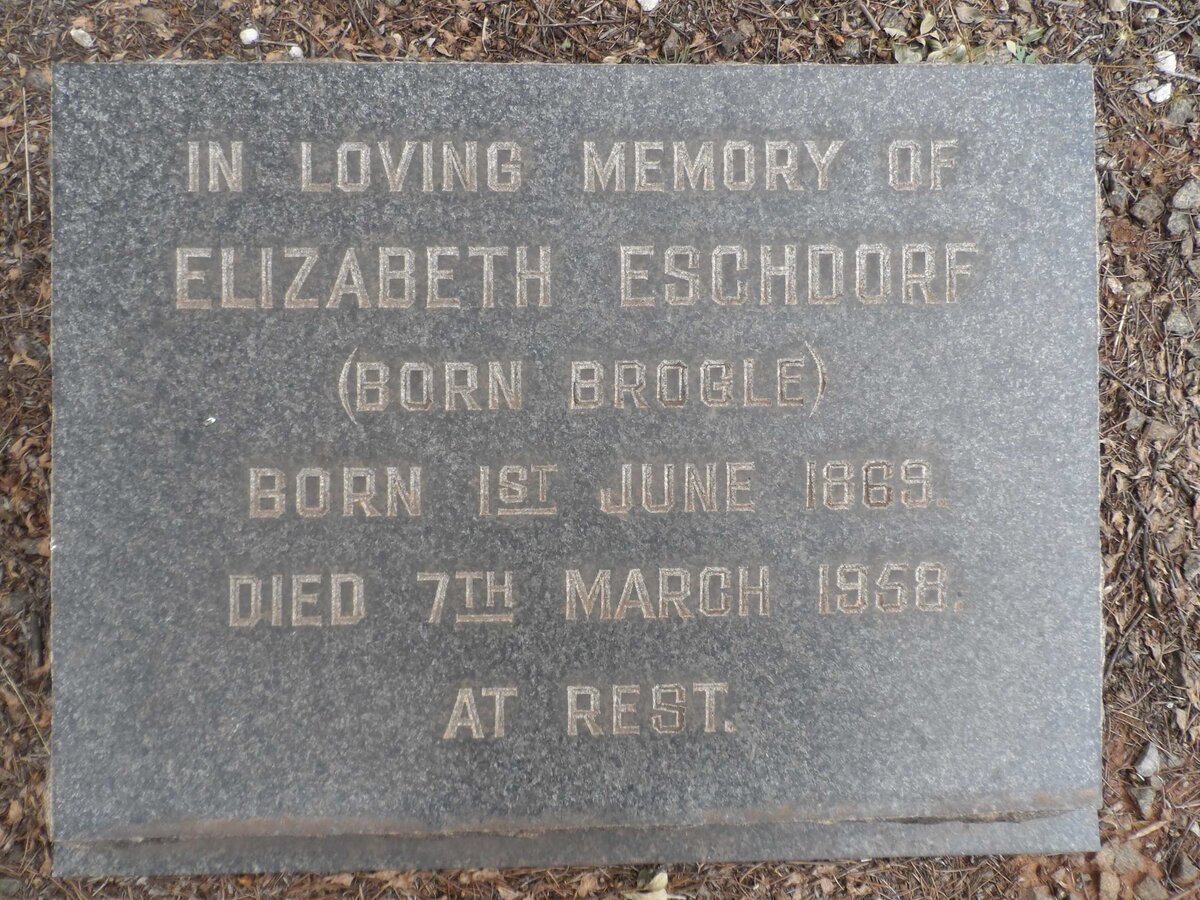 IN LOVING MEMORY OF
ELIZABETH ESCHDORF
(BORN BROGLE)
BORN 1ST JUNE 1869.
DIED 7TH MARCH 1958.
AT REST.